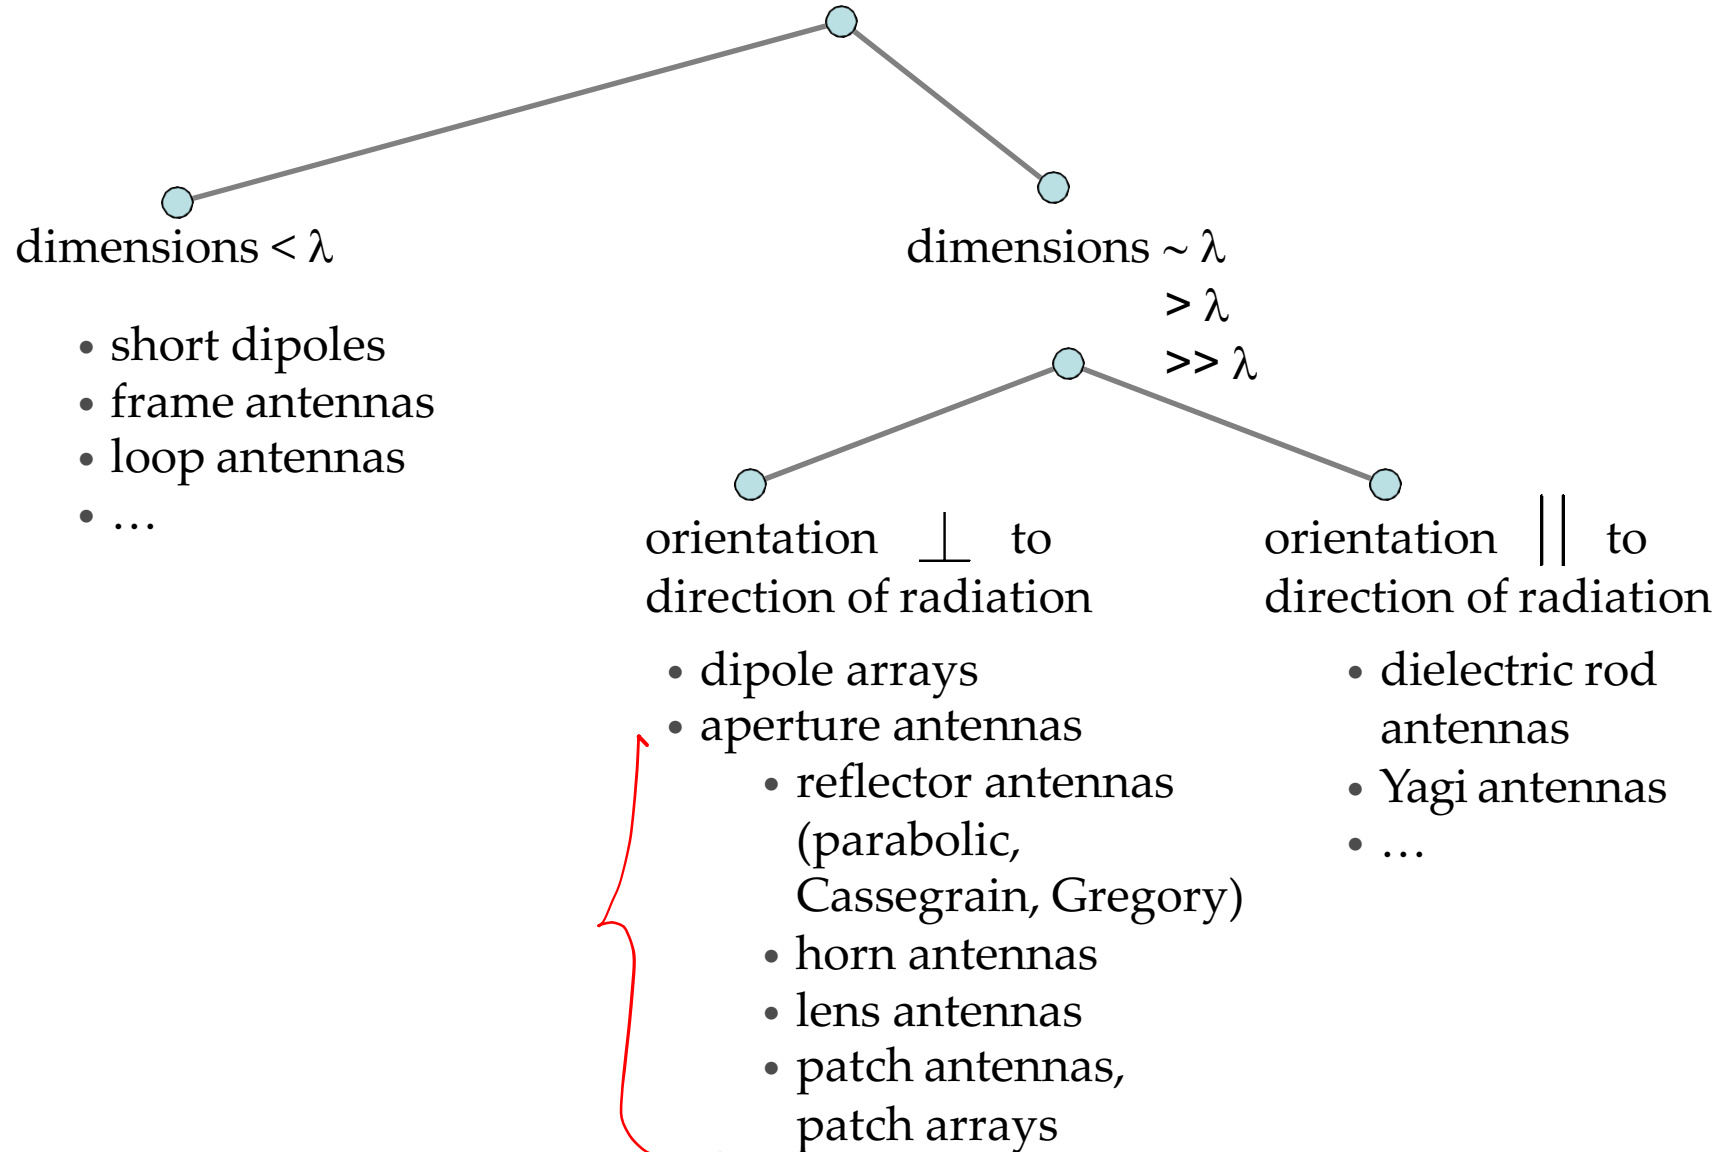 dimensions < λ
dimensions ~ λ
> λ
>> λ
• short dipoles
• frame antennas
• loop antennas
• …
orientation ⊥ to
direction of radiation
• dipole arrays
• aperture antennas
• reflector antennas
(parabolic,
Cassegrain, Gregory)
• horn antennas
• lens antennas
• patch antennas,
patch arrays
orientation || to
direction of radiation
• dielectric rod
antennas
• Yagi antennas
• …